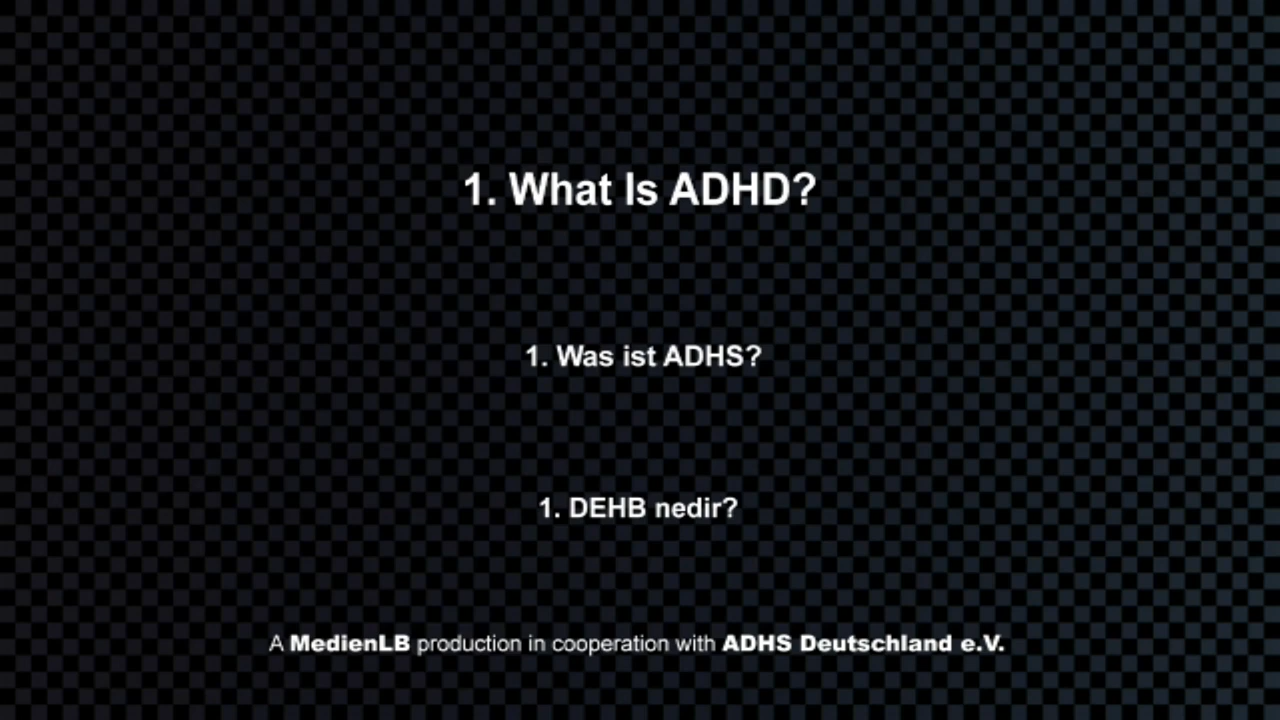 1. What Is ADHD?
1. Was ist ADHS?
1. DEHB nedir?
A MedienLB production in cooperation with ADHS Deutschland e.V.